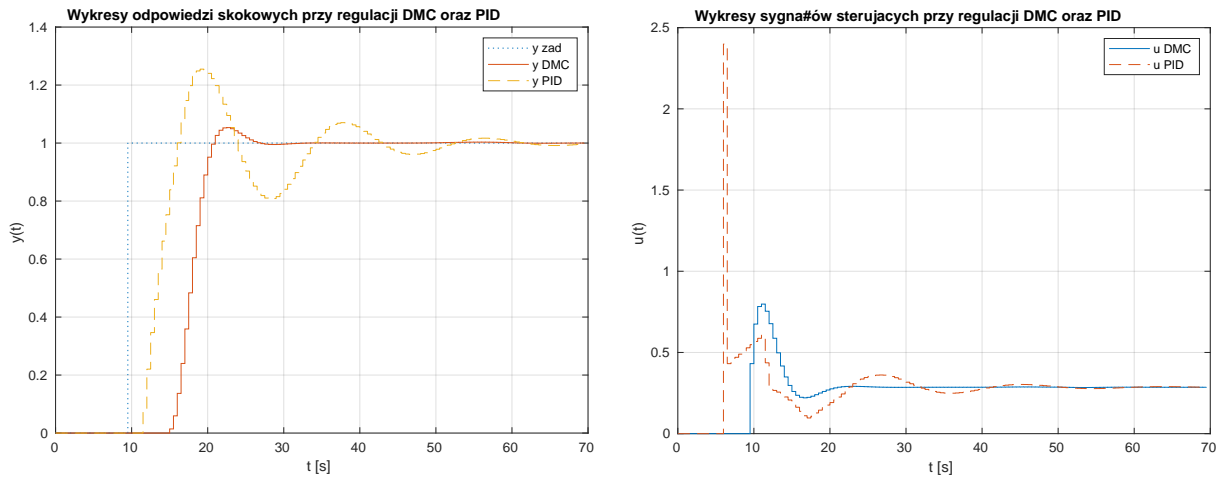 Wykresy odpowiedzi skokowych przy regulacji DMC oraz PID
y(t)
1.4
1.2
1
0.8
0.6
0.4
0.2
0
0 10 20 30 40 50 60 70
t [s]
y zad
y DMC
y PID
Wykresy sygna#ów sterujacych przy regulacji DMC oraz PID
u(t)
2.5
2
1.5
1
0.5
0
0 10 20 30 40 50 60 70
t [s]
u DMC
u PID